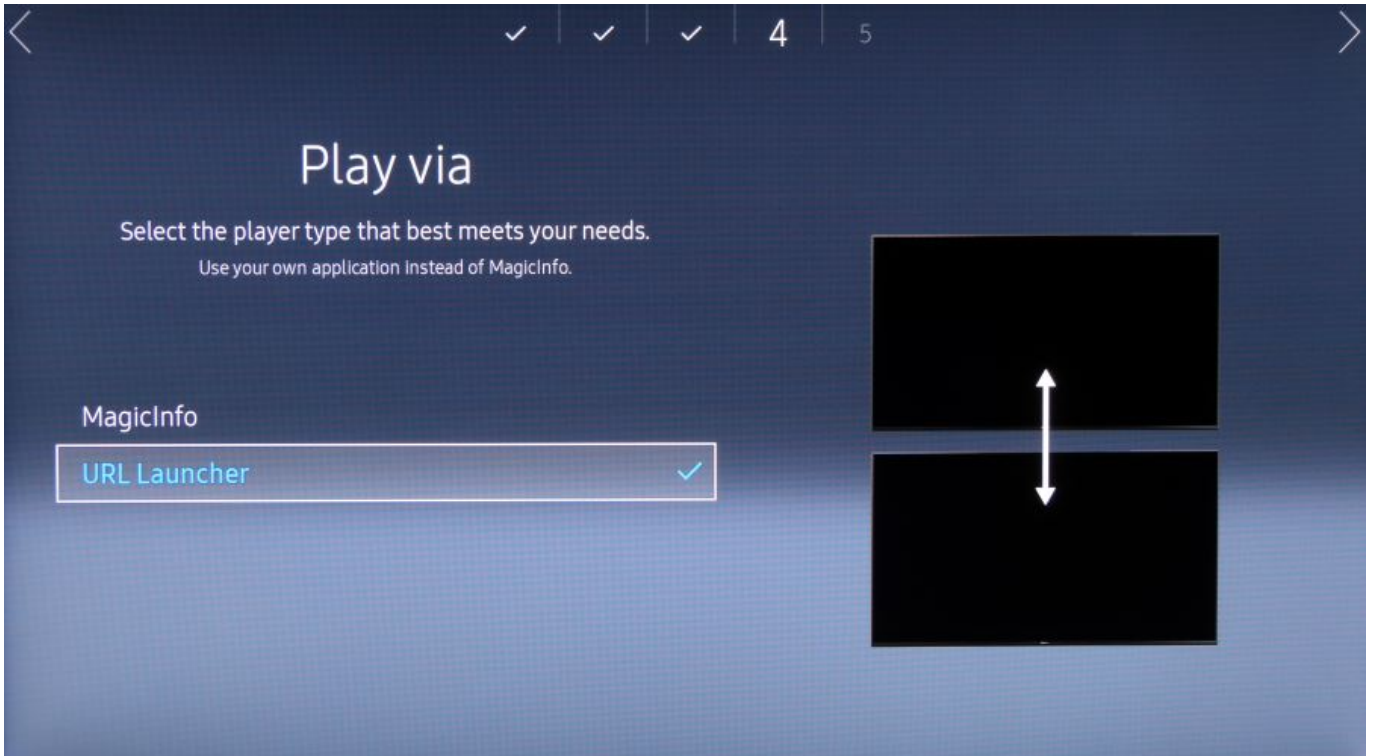 4 5
Play via
Select the player type that best meets your needs.
Use your own application instead of MagicInfo.
MagicInfo
URL Launcher